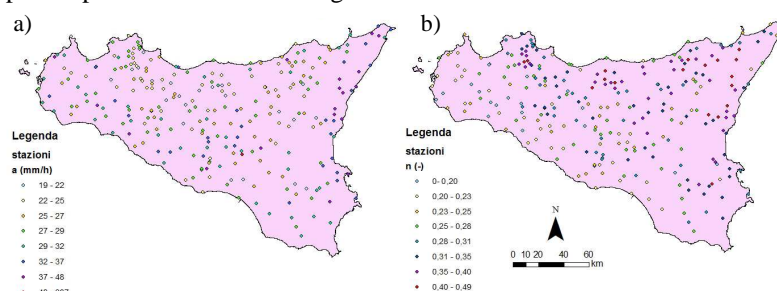 a)
b)
Legenda
stazioni
a (mm/h)
19 - 22
22 - 25
25 - 27
27 - 29
29 - 32
32 - 37
37 - 48
Legenda
stazioni
n (-)
0- 0,20
0,20 - 0,23
0,23 - 0,25
0,25 - 0,28
0,28 - 0,31
0,31 - 0,35
0,35 - 0,40
0,40 - 0,49
N
0 10 20 40 60
km